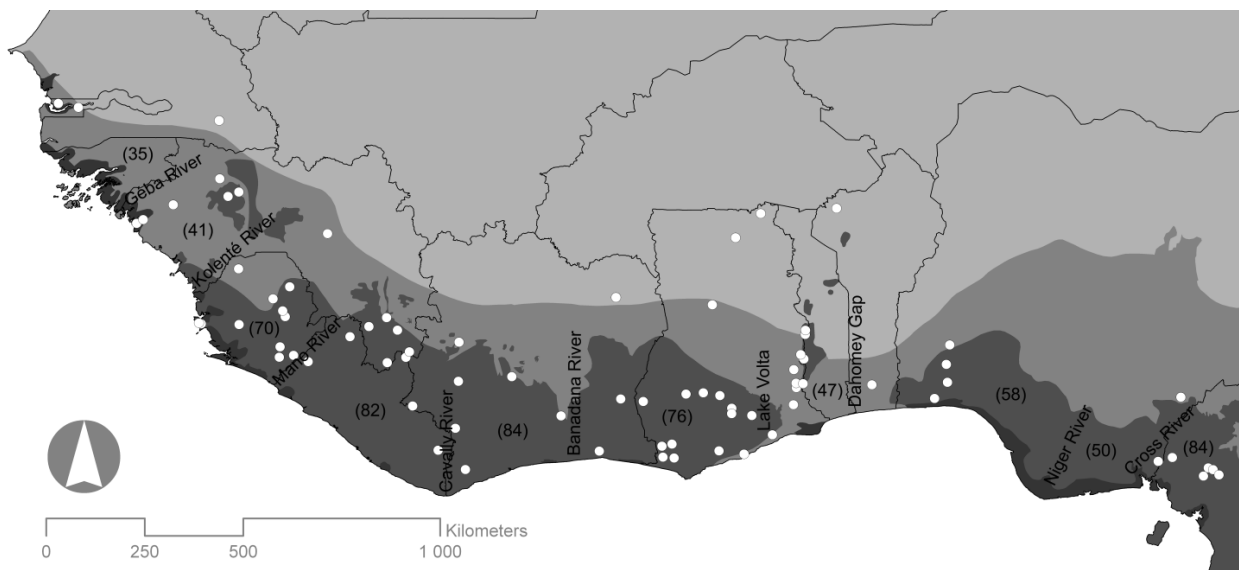 (35)
Geba River
(41)
Kolenté River
(70)
Mano River
(82)
Cavally River
(84)
Banadana River
(76)
Lake Volta
(47)
Dahomey Gap
(58)
Niger River
(50)
Cross River
(84)
Kilometers
0 250 500 1 000